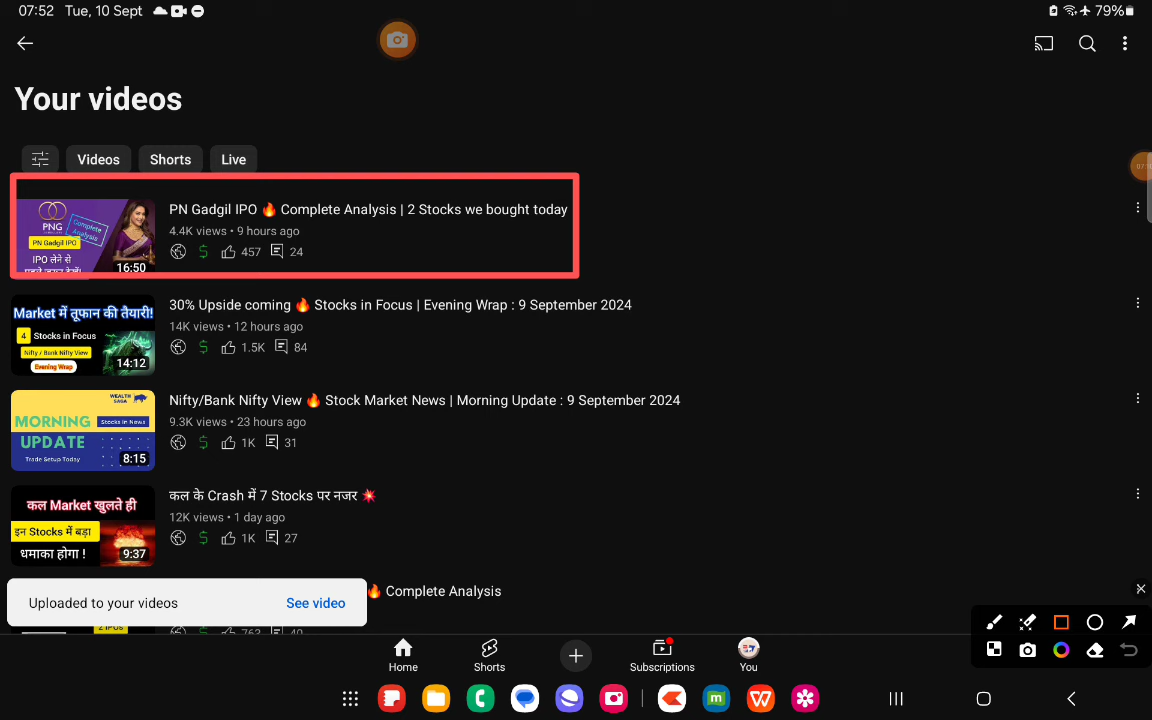 07:52 Tue, 10 Sept
79%
Your videos
Videos
Shorts
Live
PNG
Complete Analysis
PN Gadgil IPO
IPO लेने से
16:50
PN Gadgil IPO 🔥 Complete Analysis | 2 Stocks we bought today
4.4K views • 9 hours ago
457
24
Market में तूफान की तैयारी!
4 Stocks in Focus
Nifty / Bank Nifty View
Evening Wrap
14:12
30% Upside coming 🔥 Stocks in Focus | Evening Wrap : 9 September 2024
14K views • 12 hours ago
1.5K
84
WEALTH SAGA
MORNING
Stocks in News
UPDATE
Trade Setup Today
8:15
Nifty/Bank Nifty View 🔥 Stock Market News | Morning Update : 9 September 2024
9.3K views • 23 hours ago
1K
31
कल Market खुलते ही
इन Stocks में बड़ा
धमाका होगा !
9:37
कल के Crash में 7 Stocks पर नजर 💥
12K views • 1 day ago
1K
27
🔥 Complete Analysis
Uploaded to your videos
See video
Home
Shorts
Subscriptions
You